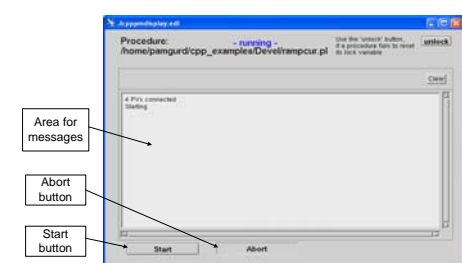 ./cppmdisplay.edl
Procedure:
- running -
/home/pamgurd/cpp_examples/Devel/rampcur.pl
Use the 'unlock' button,
if a procedure fails to reset
its lock variable
unlock
Clear
4 PVs connected
Starting
Area for
messages
Abort
button
Start
button
Start
Abort